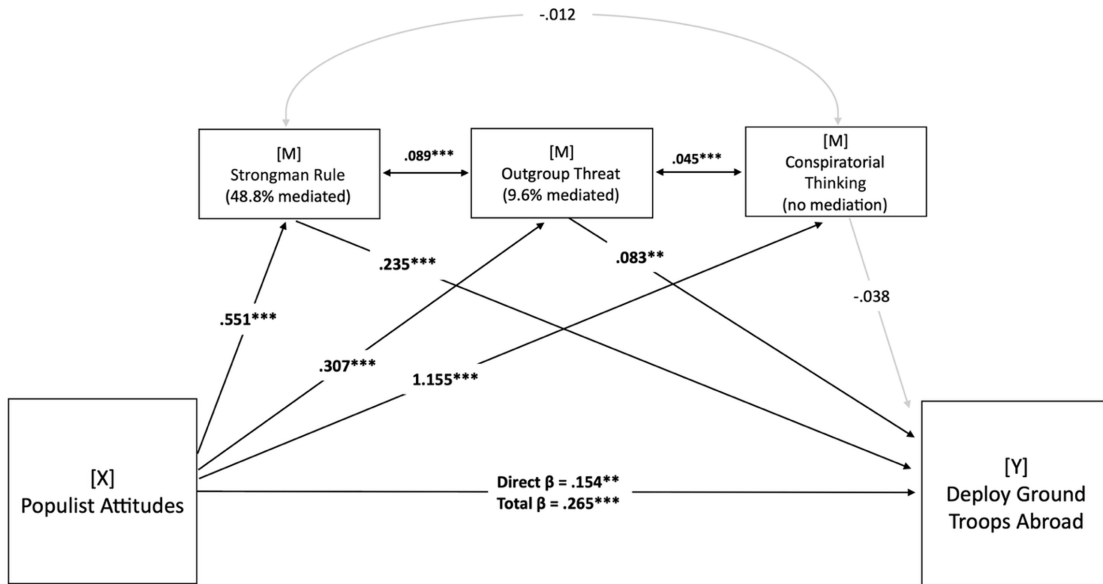 -.012
[M]
Strongman Rule
(48.8% mediated)
.089***
[M]
Outgroup Threat
(9.6% mediated)
.045***
[M]
Conspiratorial
Thinking
(no mediation)
.235***
.083**
-.038
.551***
.307***
1.155***
[X]
Populist Attitudes
Direct β = .154**
Total β = .265***
[Y]
Deploy Ground
Troops Abroad